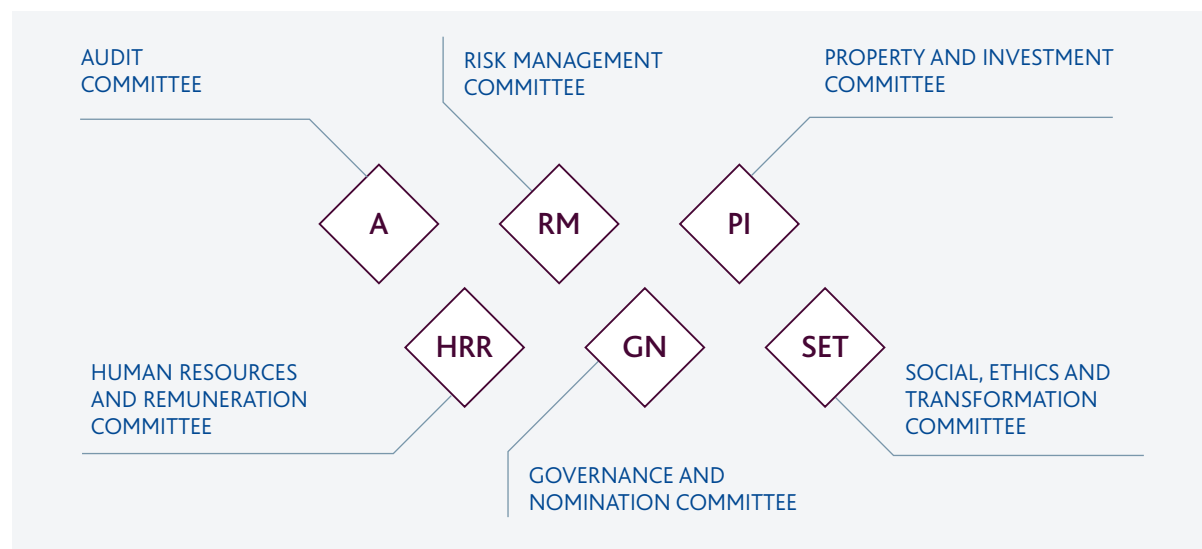 AUDIT
COMMITTEE
RISK MANAGEMENT
COMMITTEE
PROPERTY AND INVESTMENT
COMMITTEE
A
RM
PI
HRR
GN
SET
HUMAN RESOURCES
AND REMUNERATION
COMMITTEE
SOCIAL, ETHICS AND
TRANSFORMATION
COMMITTEE
GOVERNANCE AND
NOMINATION COMMITTEE